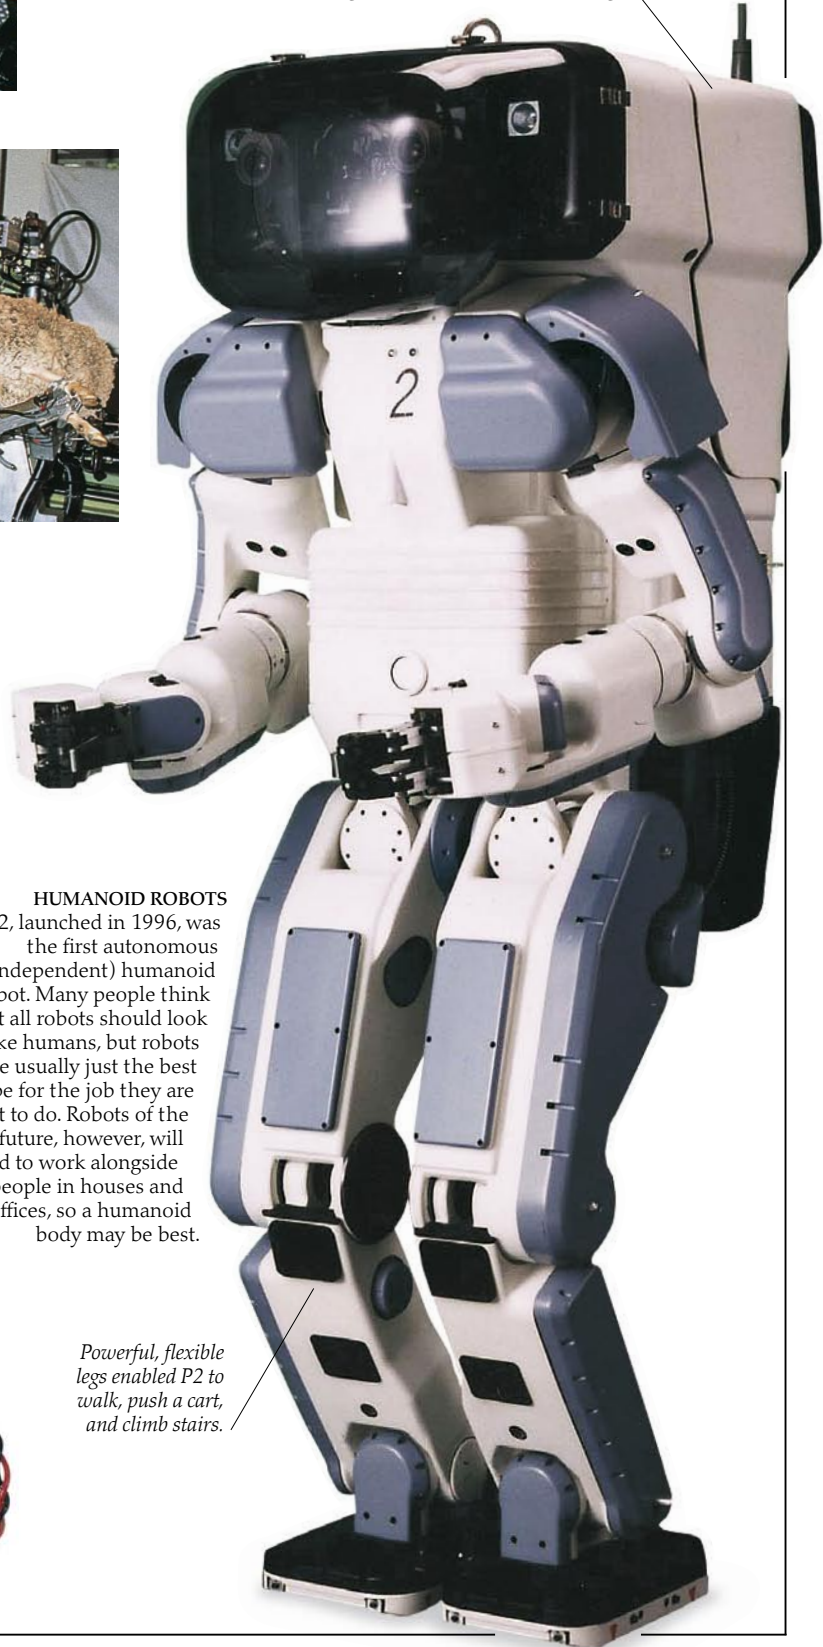 2
HUMANOID ROBOTS
2, launched in 1996, was
the first autonomous
ndependent) humanoid
bot. Many people think
t all robots should look
ke humans, but robots
e usually just the best
pe for the job they are
t to do. Robots of the
future, however, will
d to work alongside
people in houses and
ffices, so a humanoid
body may be best.
Powerful, flexible
legs enabled P2 to
walk, push a cart,
and climb stairs.